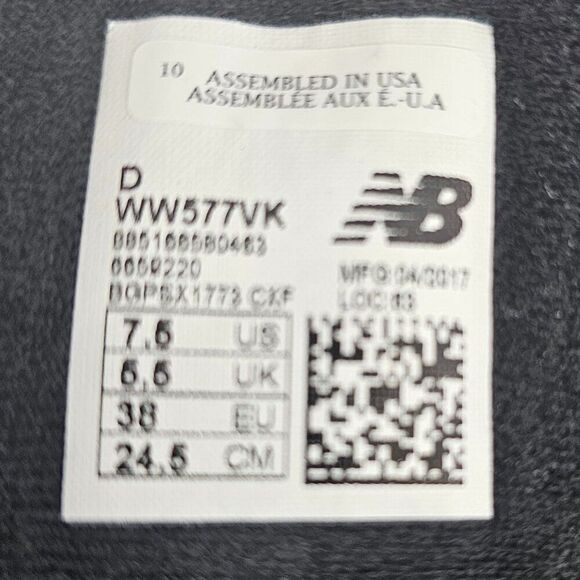 10 ASSEMBLED IN USA
ASSEMBLÉE AUX É.-U.A
D
WW577VK
NB
6659220
MFG:04/2017
LOC:63
7.5 US
5.5 UK
38 EU
24.5 CM